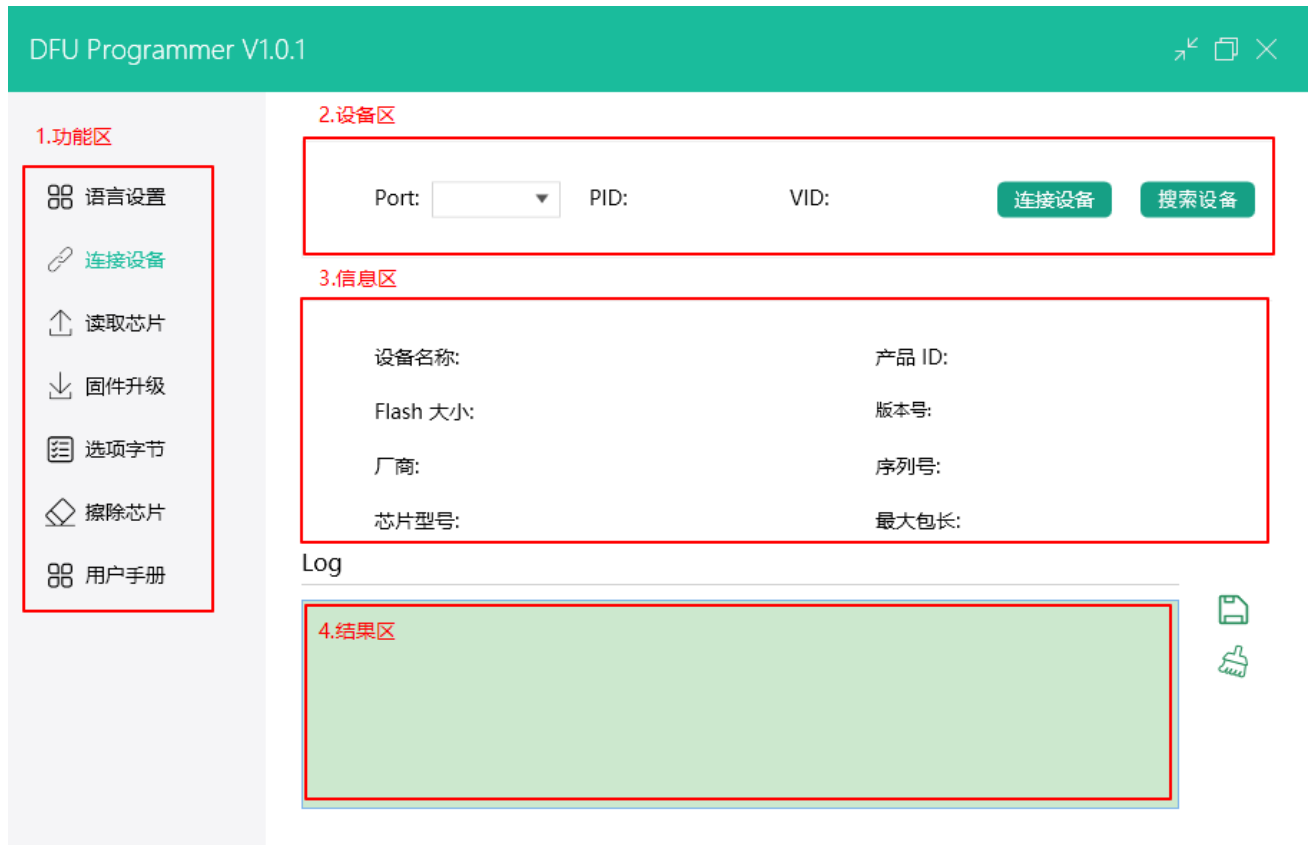 DFU Programmer V1.0.1
1.功能区
语言设置
连接设备
读取芯片
固件升级
选项字节
擦除芯片
用户手册
2.设备区
Port: PID: VID: 连接设备 搜索设备
3.信息区
设备名称: 产品 ID:
Flash 大小: 版本号:
厂商: 序列号:
芯片型号: 最大包长:
Log
4.结果区